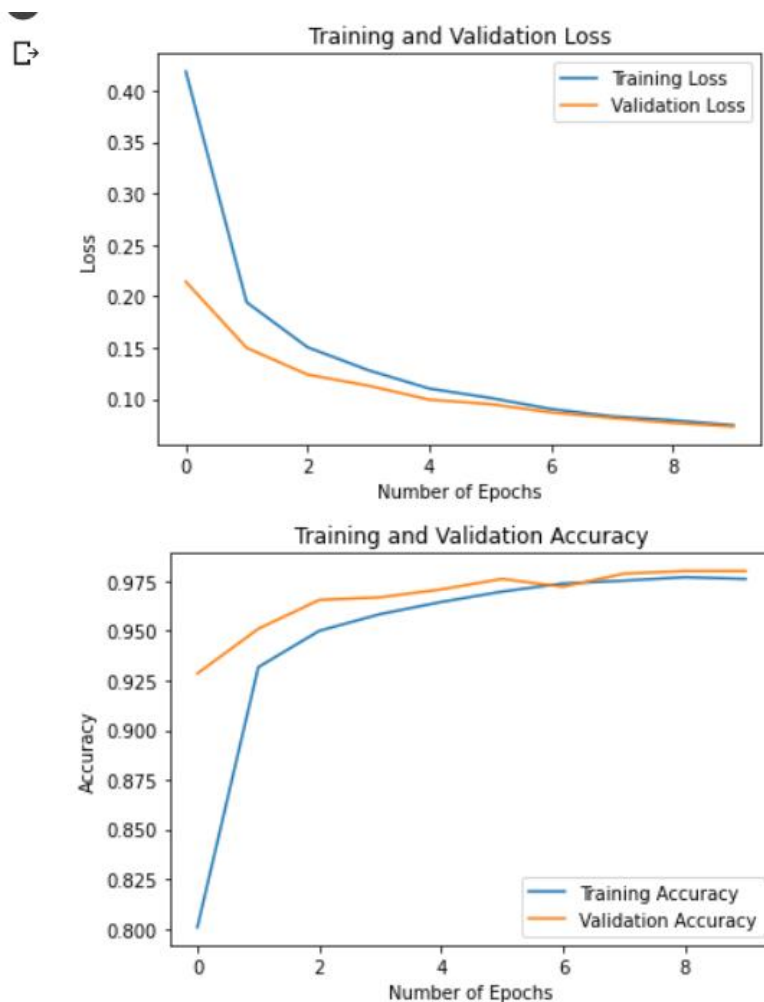 Training and Validation Loss
Training Loss
Validation Loss
0.40
0.35
0.30
0.25
0.20
0.15
0.10
Loss
0 2 4 6 8
Number of Epochs
Training and Validation Accuracy
0.975
0.950
0.925
0.900
0.875
0.850
0.825
0.800
Accuracy
Training Accuracy
Validation Accuracy
0 2 4 6 8
Number of Epochs